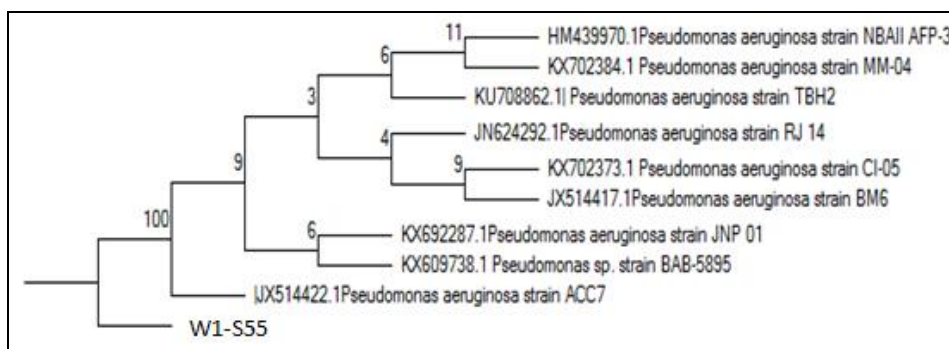 11
HM439970.1Pseudomonas aeruginosa strain NBAII AFP-3
6
KX702384.1 Pseudomonas aeruginosa strain MM-04
3
KU708862.1| Pseudomonas aeruginosa strain TBH2
4
JN624292.1Pseudomonas aeruginosa strain RJ 14
9
9
KX702373.1 Pseudomonas aeruginosa strain CI-05
JX514417.1Pseudomonas aeruginosa strain BM6
100
6
KX692287.1Pseudomonas aeruginosa strain JNP 01
KX609738.1 Pseudomonas sp. strain BAB-5895
|JX514422.1Pseudomonas aeruginosa strain ACC7
W1-S55